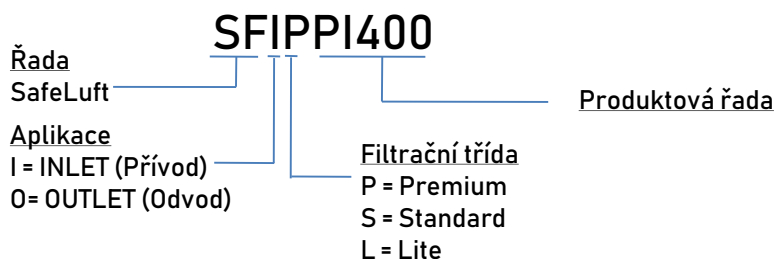 SFIPPI400
Řada
SafeLuft
Produktová řada
Aplikace
I = INLET (Přívod)
O= OUTLET (Odvod)
Filtrační třída
P = Premium
S = Standard
L = Lite